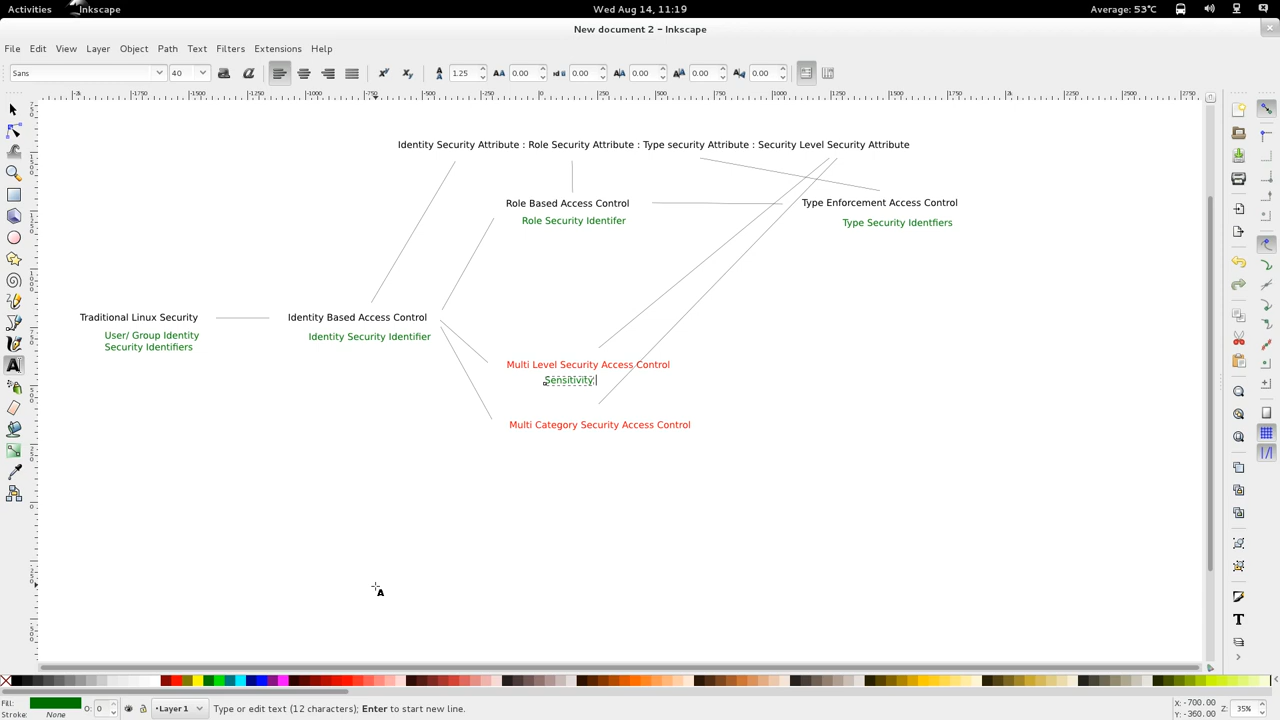 Activities Inkscape Wed Aug 14, 11:19 Average: 53°C
New document 2 - Inkscape
File Edit View Layer Object Path Text Filters Extensions Help
Sans 40 1.25 0.00 0.00 0.00 0.00 0.00
Identity Security Attribute : Role Security Attribute : Type security Attribute : Security Level Security Attribute
Role Based Access Control
Type Enforcement Access Control
Role Security Identifer
Type Security Identfiers
Traditional Linux Security
Identity Based Access Control
User/ Group Identity
Security Identifiers
Identity Security Identifier
Multi Level Security Access Control
Sensitivity
Multi Category Security Access Control
Fill:
Stroke: None
O: 0
Layer 1
Type or edit text (12 characters); Enter to start new line.
X: -700.00
Y: -360.00
Z: 35%